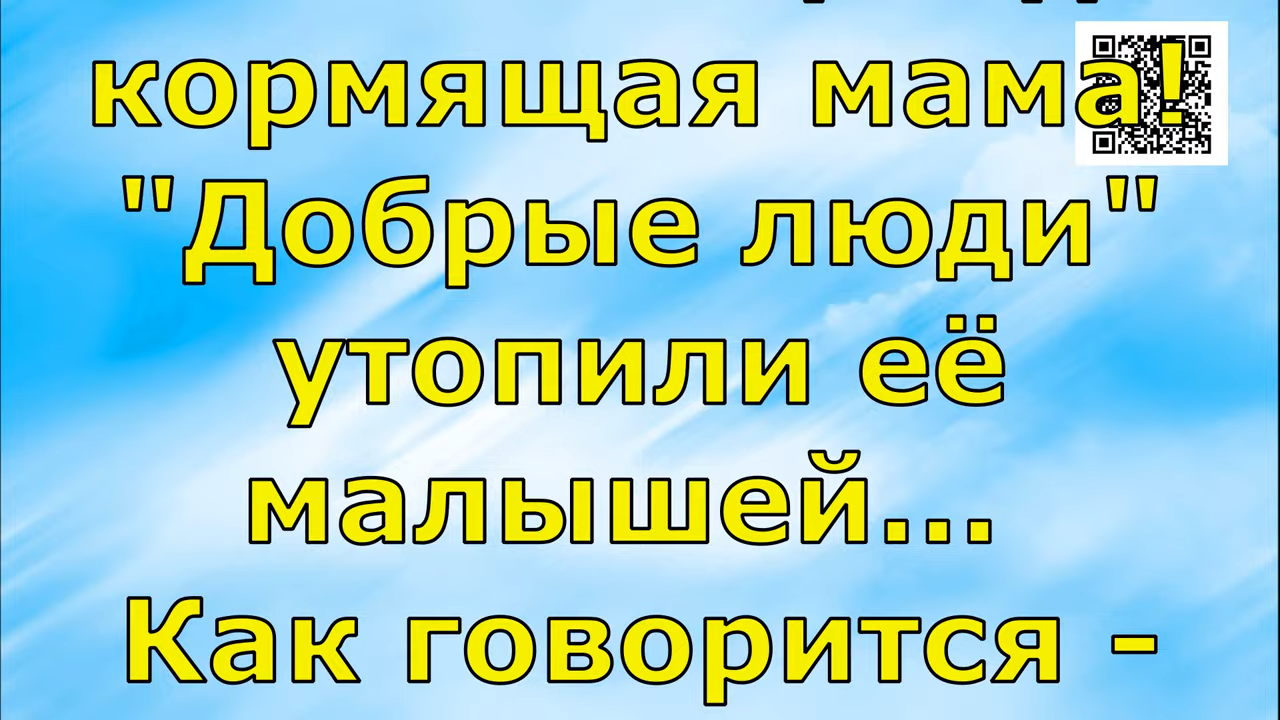 кормящая мама!
"Добрые люди"
утопили её
малышей...
Как говорится -